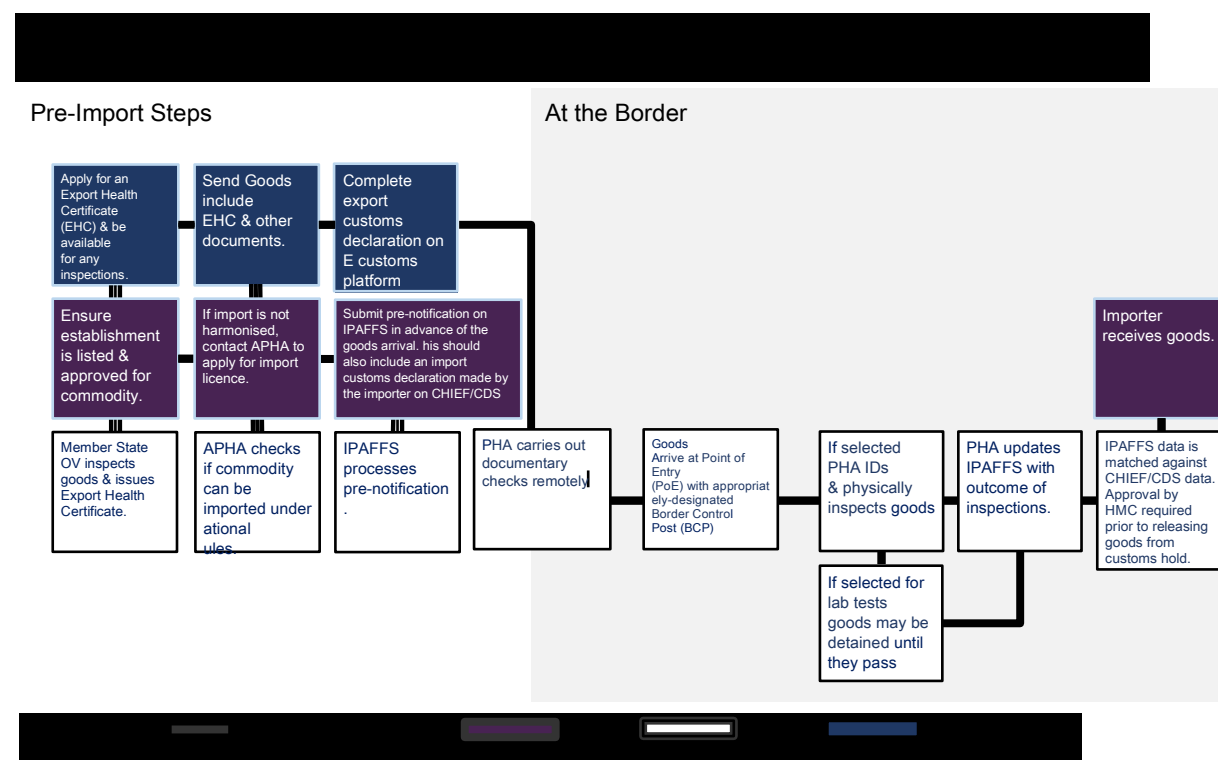 Pre-Import Steps
At the Border
Apply for an
Export Health
Certificate
(EHC) & be
available
for any
inspections.
Send Goods
include
EHC & other
documents.
Complete
export
customs
declaration on
E customs
platform
Ensure
establishment
is listed &
approved for
commodity.
If import is not
harmonised,
contact APHA to
apply for import
licence.
Submit pre-notification on
IPAFFS in advance of the
goods arrival. his should
also include an import
customs declaration made by
the importer on CHIEF/CDS
Importer
receives goods.
Member State
OV inspects
goods & issues
Export Health
Certificate.
APHA checks
if commodity
can be
imported under
ational
ules.
IPAFFS
processes
pre-notification
.
PHA carries out
documentary
checks remotely
Goods
Arrive at Point of
Entry
(PoE) with appropriat
ely-designated
Border Control
Post (BCP)
If selected
PHA IDs
& physically
inspects goods
PHA updates
IPAFFS with
outcome of
inspections.
IPAFFS data is
matched against
CHIEF/CDS data.
Approval by
HMC required
prior to releasing
goods from
customs hold.
If selected for
lab tests
goods may be
detained until
they pass